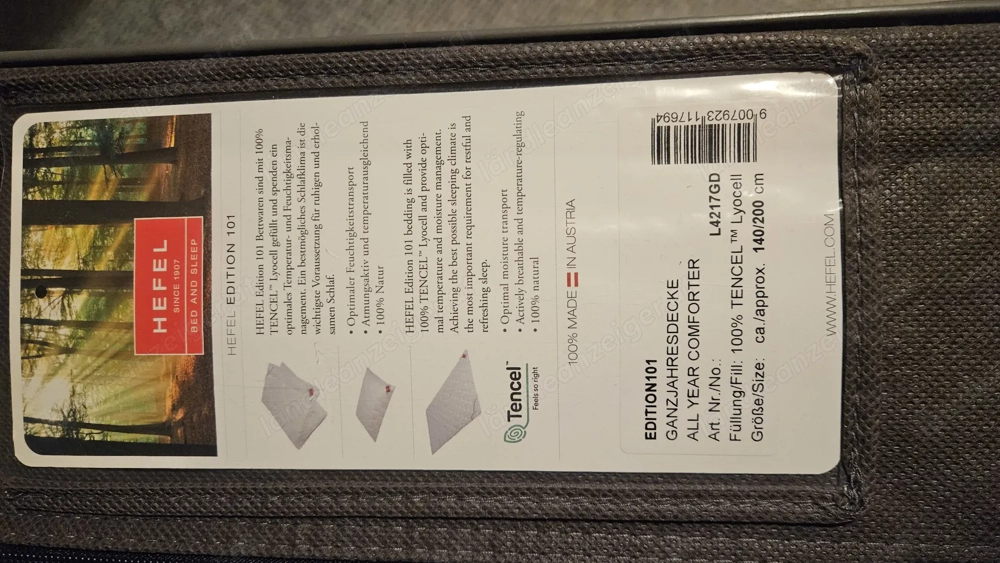 HEFEL
SINCE 1907
BED AND SLEEP
HEFEL EDITION 101
HEFEL Edition 101 Bettwaren sind mit 100%
TENCEL™ Lyocell gefüllt und spenden ein
optimales Temperatur- und Feuchtigkeitsma-
nagement. Ein bestmögliches Schlafklima ist die
wichtigste Voraussetzung für ruhigen und erhol-
samen Schlaf.
• Optimaler Feuchtigkeitstransport
• Atmungsaktiv und temperaturausgleichend
• 100% Natur
HEFEL Edition 101 bedding is filled with
100% TENCEL™ Lyocell and provide opti-
mal temperature and moisture management.
Achieving the best possible sleeping climate is
the most important requirement for restful and
refreshing sleep.
• Optimal moisture transport
• Actively breathable and temperature-regulating
• 100% natural
Tencel™
Feels so right
100% MADE IN AUSTRIA
EDITION101
GANZJAHRESDECKE
ALL YEAR COMFORTER
Art. Nr./No.: L4217GD
Füllung/Fill: 100% TENCEL™ Lyocell
Größe/Size: ca./approx. 140/200 cm
9 007923 117694
WWW.HEFEL.COM